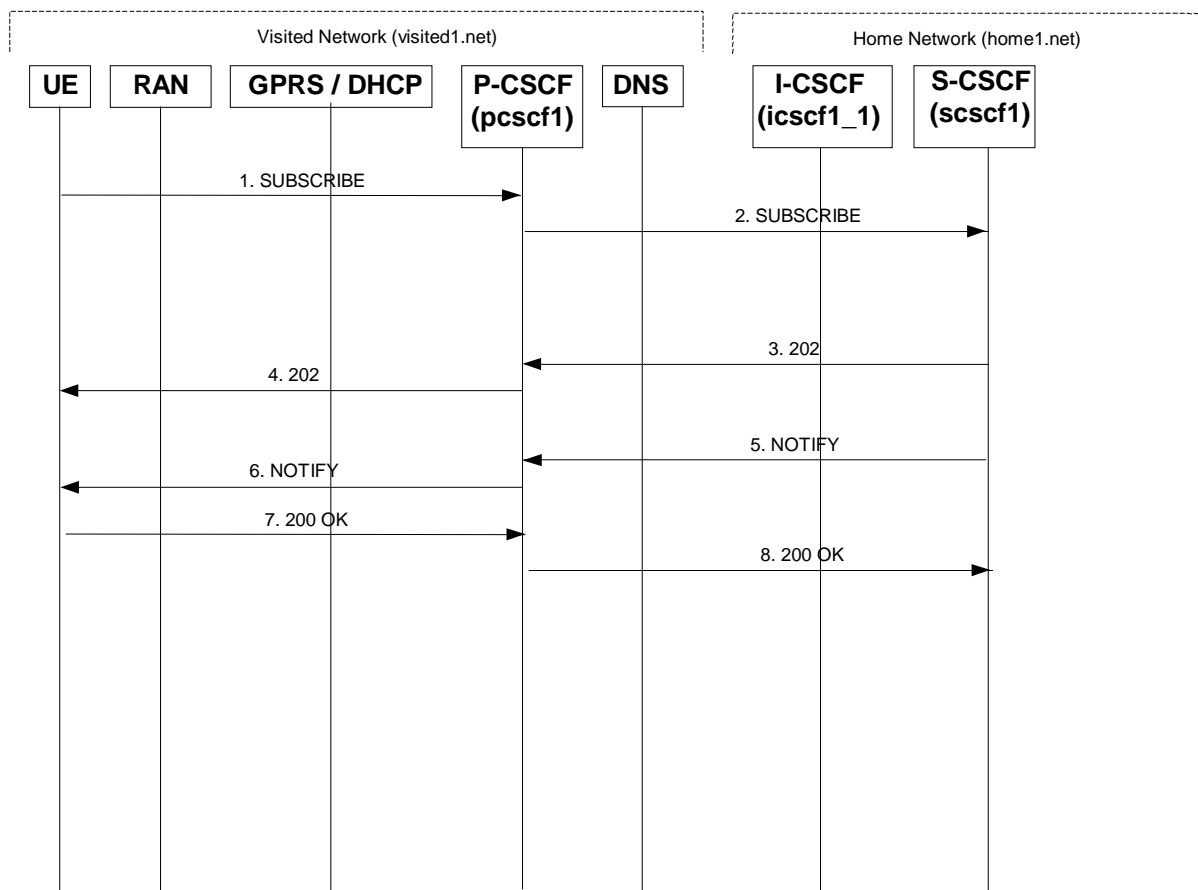 Visited Network (visited1.net)
Home Network (home1.net)
UE
RAN
GPRS / DHCP
P-CSCF
(pcscf1)
DNS
I-CSCF
(icscf1_1)
S-CSCF
(scscf1)
1. SUBSCRIBE
2. SUBSCRIBE
3. 202
4. 202
5. NOTIFY
6. NOTIFY
7. 200 OK
8. 200 OK